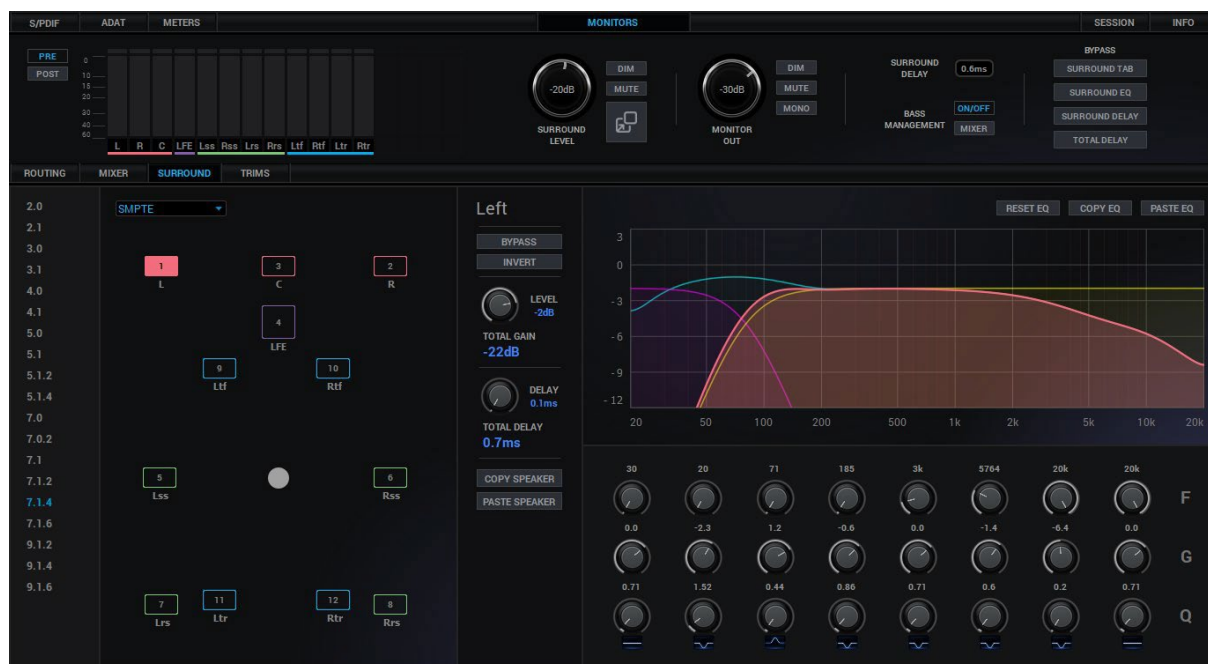 S/PDIF ADAT METERS MONITORS SESSION INFO
PRE
POST
0
10
15
20
30
40
60
L R C LFE Lss Rss Lrs Rrs Ltf Rtf Ltr Rtr
-20dB
SURROUND
LEVEL
DIM
MUTE
-30dB
MONITOR
OUT
DIM
MUTE
MONO
SURROUND
DELAY
0.6ms
BASS
MANAGEMENT
ON/OFF
MIXER
BYPASS
SURROUND TAB
SURROUND EQ
SURROUND DELAY
TOTAL DELAY
ROUTING MIXER SURROUND TRIMS
2.0
2.1
3.0
3.1
4.0
4.1
5.0
5.1
5.1.2
5.1.4
7.0
7.0.2
7.1
7.1.2
7.1.4
7.1.6
9.1.2
9.1.4
9.1.6
SMPTE
1 3 2
L C R
4
LFE
9 10
Ltf Rtf
5 6
Lss Rss
7 11 12 8
Lrs Ltr Rtr Rrs
Left
BYPASS
INVERT
LEVEL
-2dB
TOTAL GAIN
-22dB
DELAY
0.1ms
TOTAL DELAY
0.7ms
COPY SPEAKER
PASTE SPEAKER
RESET EQ COPY EQ PASTE EQ
3
0
-3
-6
-9
-12
20 50 100 200 500 1k 2k 5k 10k 20k
30 20 71 185 3k 5764 20k 20k
F
0.0 -2.3 1.2 -0.6 0.0 -1.4 -6.4 0.0
G
0.71 1.52 0.44 0.86 0.71 0.6 0.2 0.71
Q